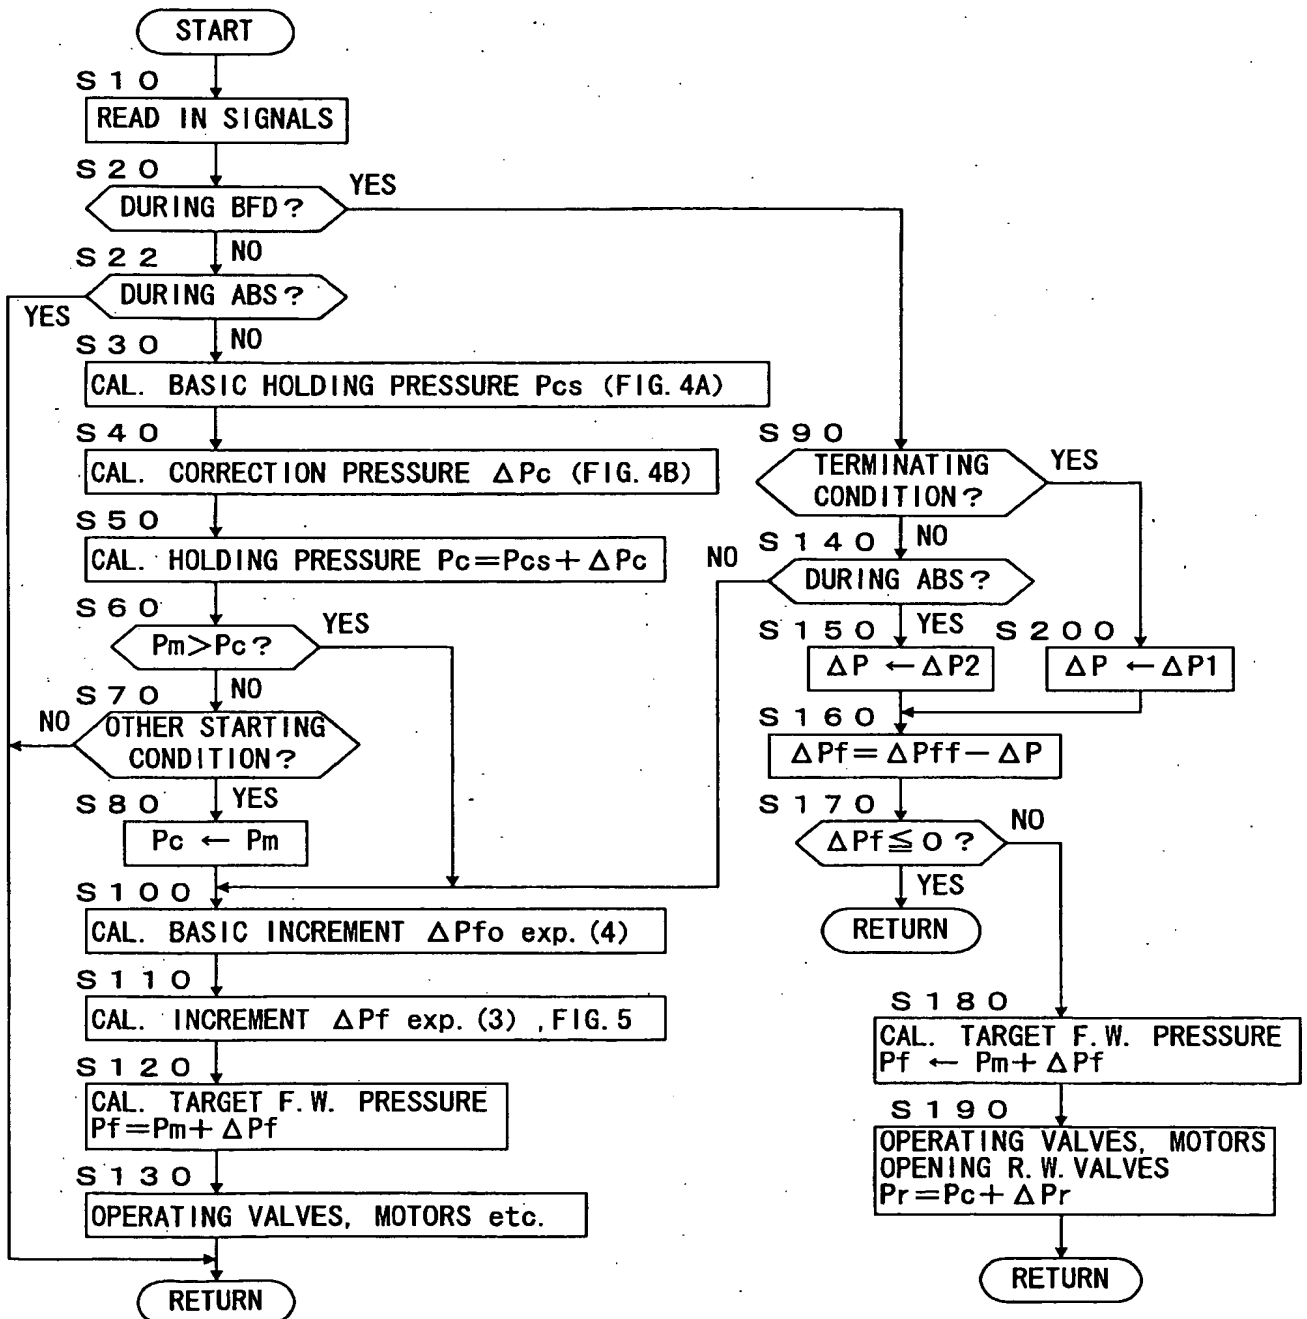 START
S10
READ IN SIGNALS
S20
DURING BFD?
YES
NO
S22
DURING ABS?
YES
NO
S30
CAL. BASIC HOLDING PRESSURE Pcs (FIG. 4A)
S40
CAL. CORRECTION PRESSURE ΔPc (FIG. 4B)
S50
CAL. HOLDING PRESSURE Pc=Pcs+ΔPc
S60
Pm>Pc?
YES
NO
S70
OTHER STARTING
CONDITION?
NO
YES
S80
Pc ← Pm
S100
CAL. BASIC INCREMENT ΔPfo exp. (4)
S110
CAL. INCREMENT ΔPf exp. (3) ,FIG. 5
S120
CAL. TARGET F.W. PRESSURE
Pf=Pm+ΔPf
S130
OPERATING VALVES, MOTORS etc.
RETURN
S90
TERMINATING
CONDITION?
YES
NO
S140
DURING ABS?
NO
YES
S150
ΔP ← ΔP2
S200
ΔP ← ΔP1
S160
ΔPf=ΔPff−ΔP
S170
ΔPf≦0?
NO
YES
RETURN
S180
CAL. TARGET F.W. PRESSURE
Pf ← Pm+ΔPf
S190
OPERATING VALVES, MOTORS
OPENING R.W. VALVES
Pr=Pc+ΔPr
RETURN